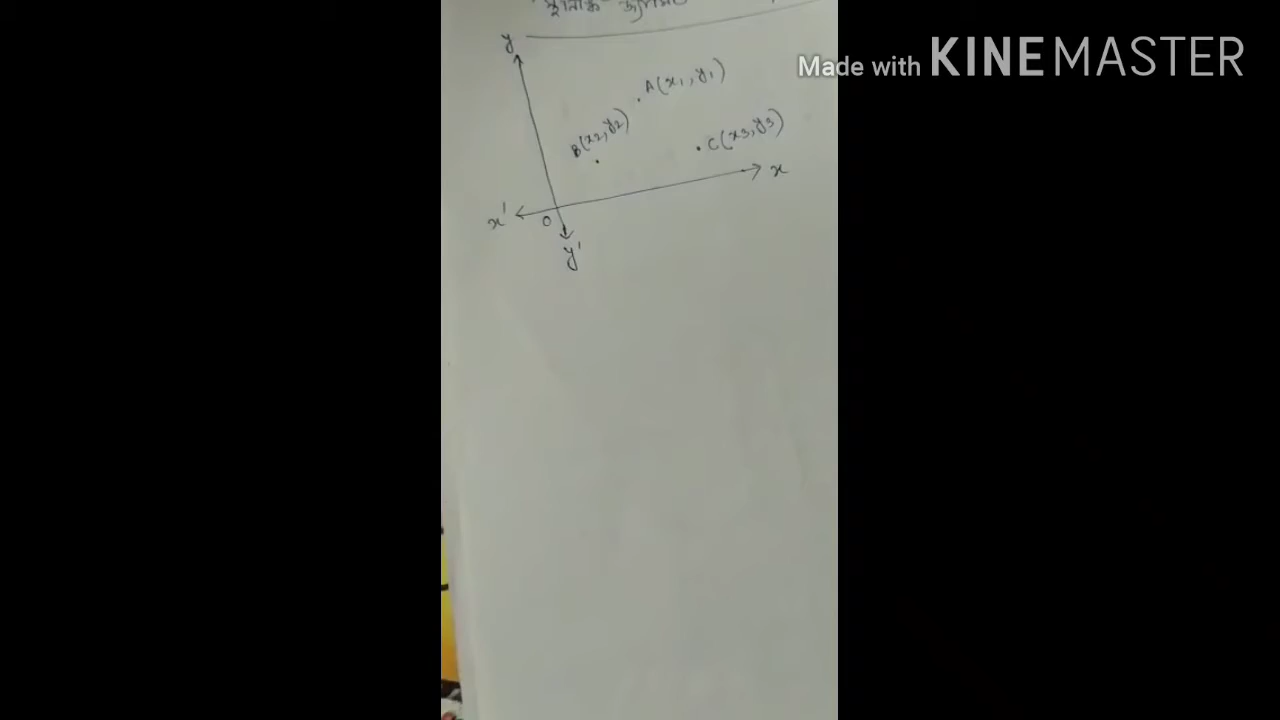 স্থানাঙ্ক জ্যামিতি
Made with KINEMASTER
y
A(x1, y1)
B(x2, y2)
C(x3, y3)
x
x'
O
y'